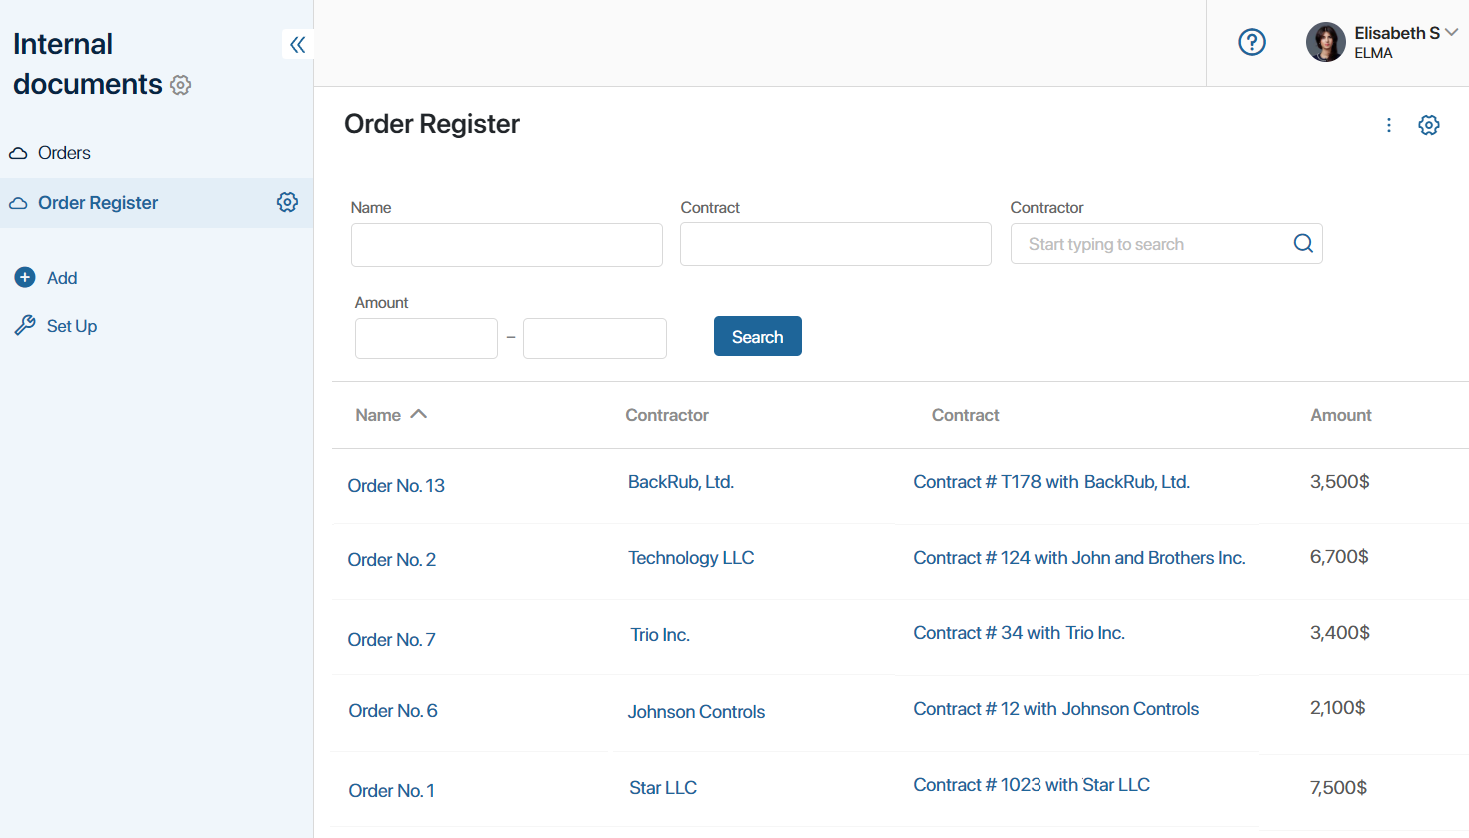 Internal
documents
Orders
Order Register
Add
Set Up
Elisabeth S
ELMA
Order Register
Name
Contract
Contractor
Start typing to search
Amount
–
Search
Name Contractor Contract Amount
Order No. 13 BackRub, Ltd. Contract # T178 with BackRub, Ltd. 3,500$
Order No. 2 Technology LLC Contract # 124 with John and Brothers Inc. 6,700$
Order No. 7 Trio Inc. Contract # 34 with Trio Inc. 3,400$
Order No. 6 Johnson Controls Contract # 12 with Johnson Controls 2,100$
Order No. 1 Star LLC Contract # 1023 with Star LLC 7,500$